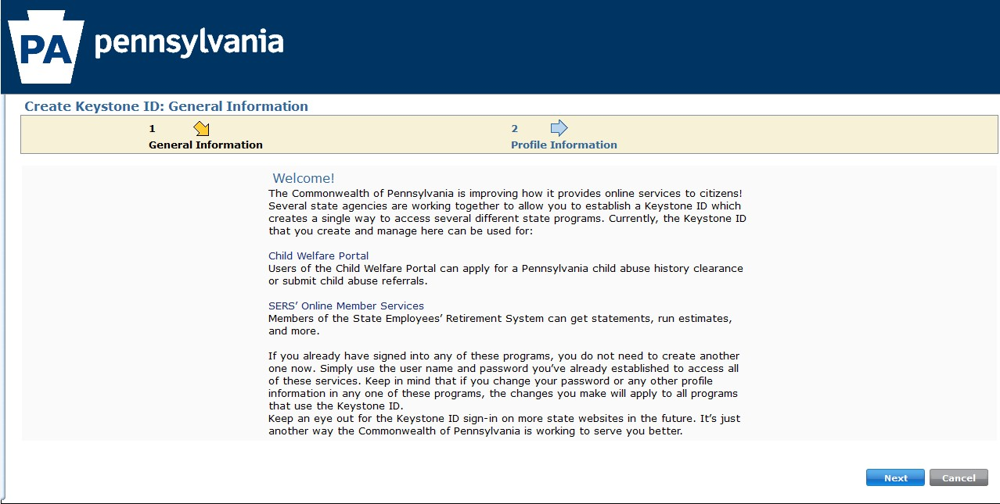 PA pennsylvania
Create Keystone ID: General Information
1
General Information
2
Profile Information
Welcome!
The Commonwealth of Pennsylvania is improving how it provides online services to citizens!
Several state agencies are working together to allow you to establish a Keystone ID which
creates a single way to access several different state programs. Currently, the Keystone ID
that you create and manage here can be used for:
Child Welfare Portal
Users of the Child Welfare Portal can apply for a Pennsylvania child abuse history clearance
or submit child abuse referrals.
SERS’ Online Member Services
Members of the State Employees’ Retirement System can get statements, run estimates,
and more.
If you already have signed into any of these programs, you do not need to create another
one now. Simply use the user name and password you’ve already established to access all
of these services. Keep in mind that if you change your password or any other profile
information in any one of these programs, the changes you make will apply to all programs
that use the Keystone ID.
Keep an eye out for the Keystone ID sign-in on more state websites in the future. It’s just
another way the Commonwealth of Pennsylvania is working to serve you better.
Next Cancel